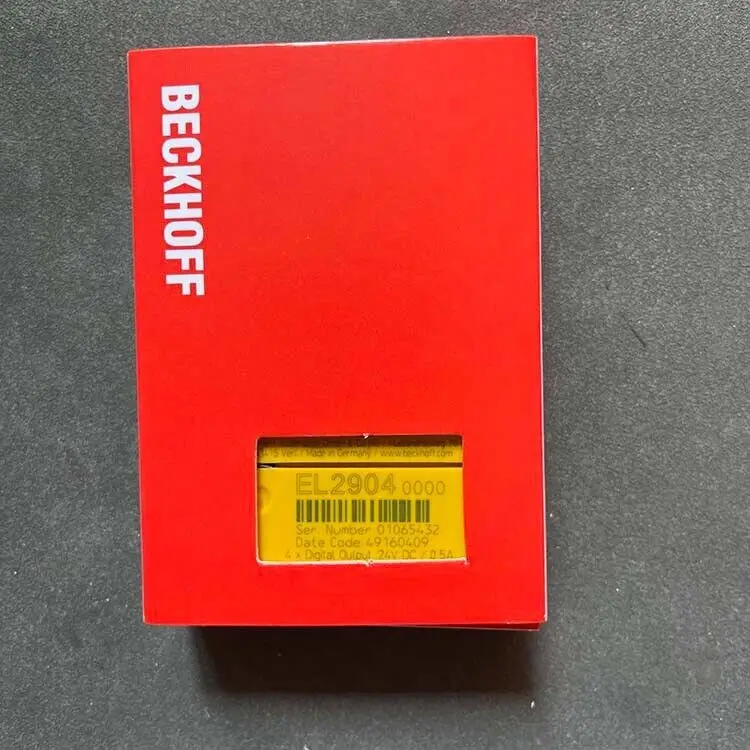 BECKHOFF
Verl / Made in Germany / www.beckhoff.com
EL2904 0000
Ser. Number 01065432
Date Code 49160409
4 x Digital Output, 24V DC / 0.5A